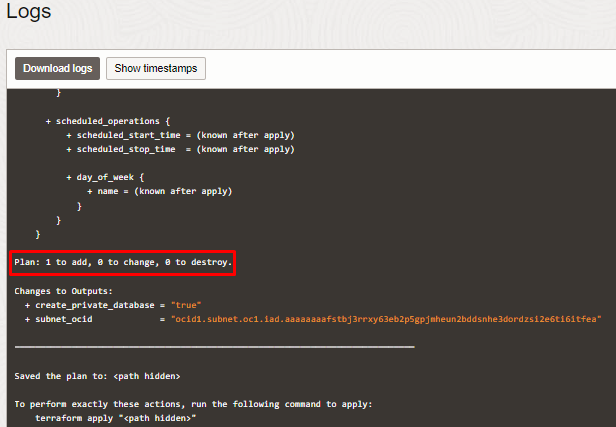 Logs
Download logs Show timestamps
}
+ scheduled_operations {
+ scheduled_start_time = (known after apply)
+ scheduled_stop_time = (known after apply)
+ day_of_week {
+ name = (known after apply)
}
}
}
Plan: 1 to add, 0 to change, 0 to destroy.
Changes to Outputs:
+ create_private_database = "true"
+ subnet_ocid = "ocid1.subnet.oc1.iad.aaaaaaaafstbj3rrxy63eb2p5gpjmheun2bddsnhe3dordzsi2e6ti6itfea"
Saved the plan to: <path hidden>
To perform exactly these actions, run the following command to apply:
terraform apply "<path hidden>"